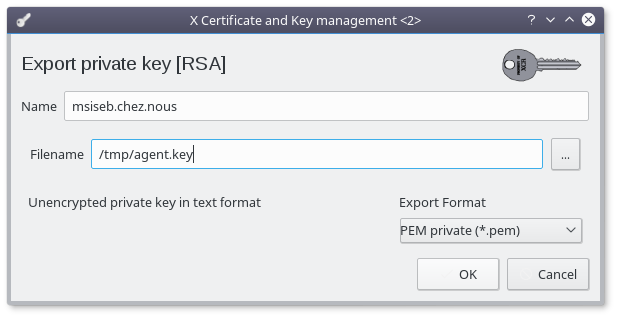 X Certificate and Key management <2>
Export private key [RSA]
Name
msiseb.chez.nous
Filename
/tmp/agent.key
...
Unencrypted private key in text format
Export Format
PEM private (*.pem)
OK
Cancel